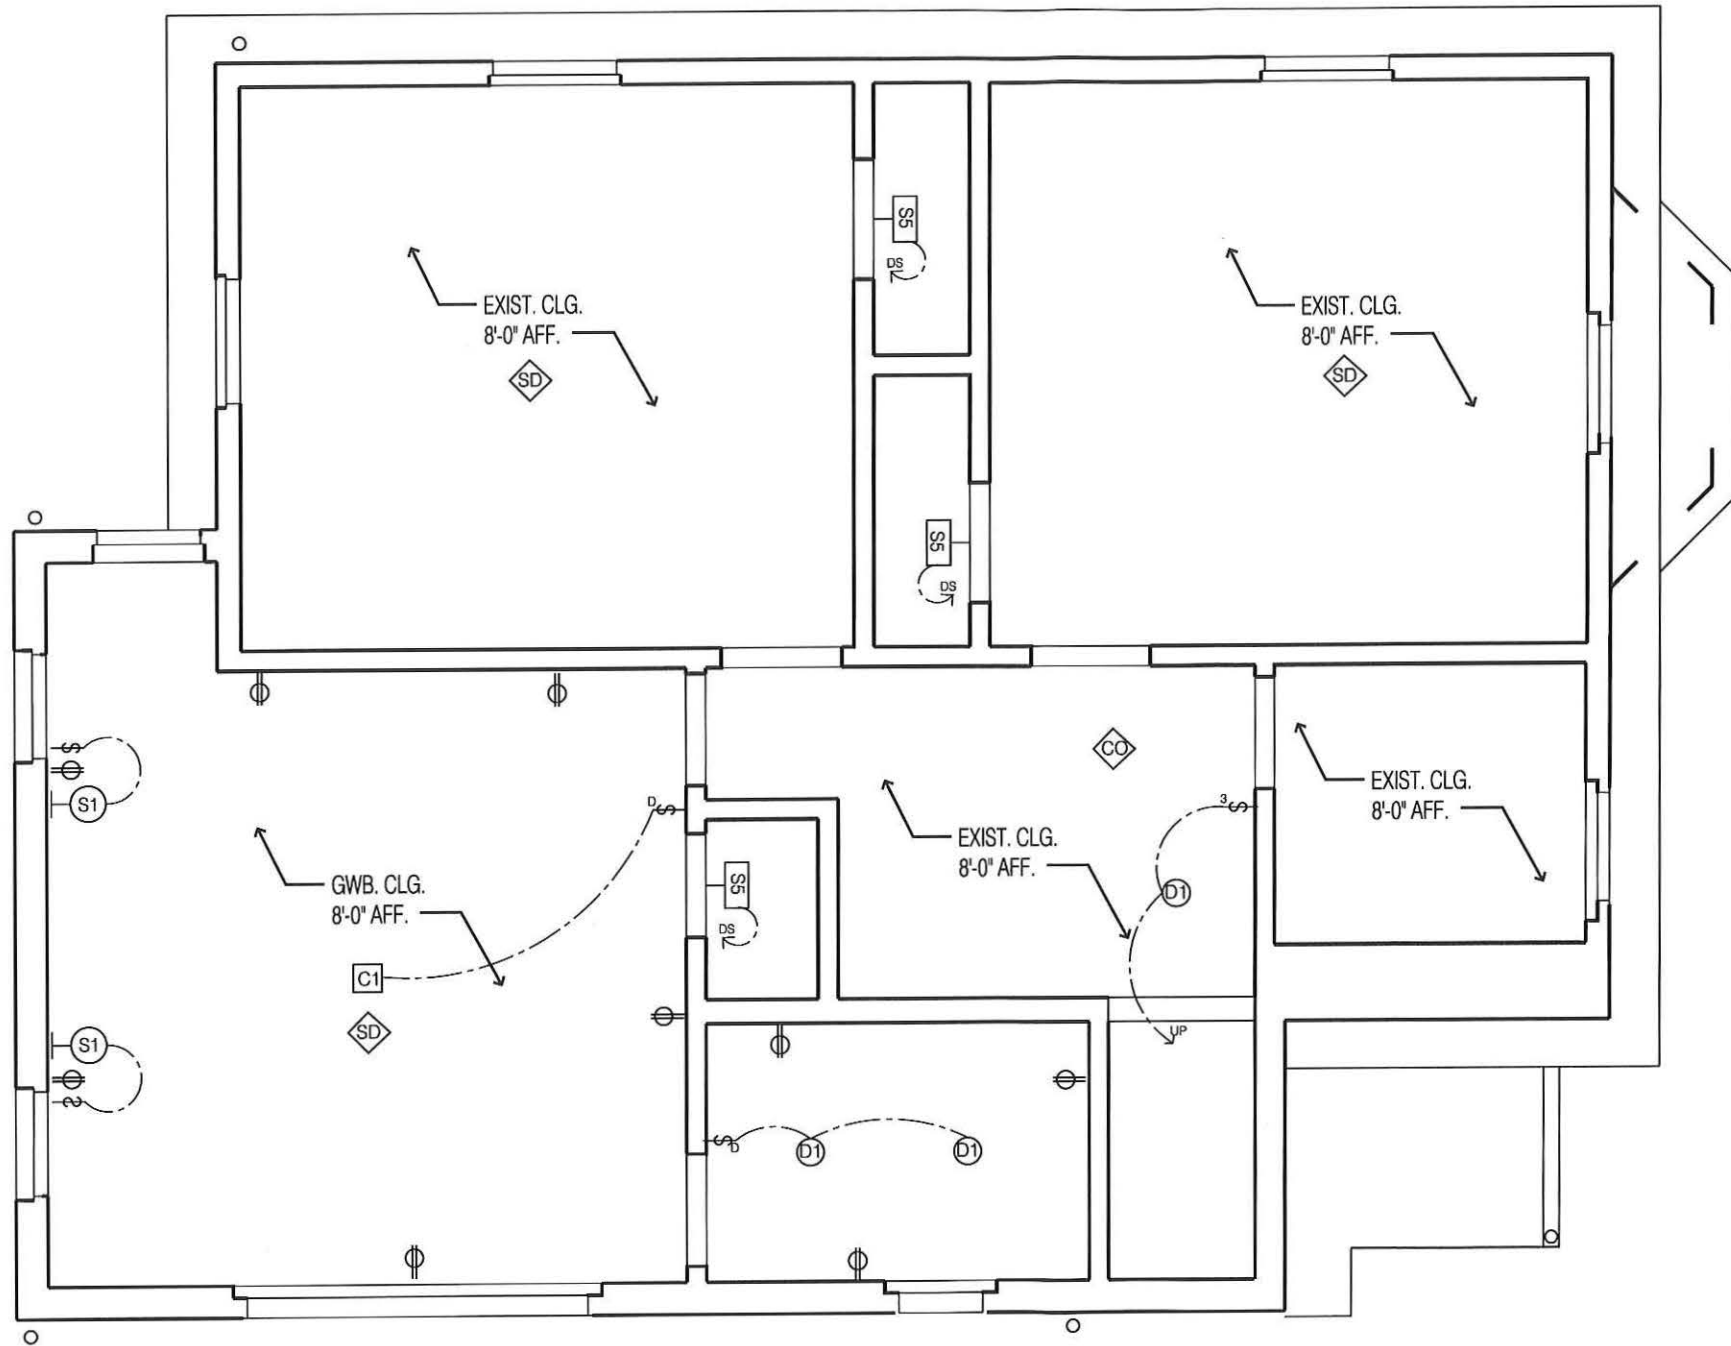 S5
DS
EXIST. CLG.
8'-0" AFF.
SD
EXIST. CLG.
8'-0" AFF.
SD
S5
DS
S
S1
D
S
CO
3
S
EXIST. CLG.
8'-0" AFF.
EXIST. CLG.
8'-0" AFF.
GWB. CLG.
8'-0" AFF.
S5
DS
D1
C1
SD
UP
S1
S
S
D
D1
D1